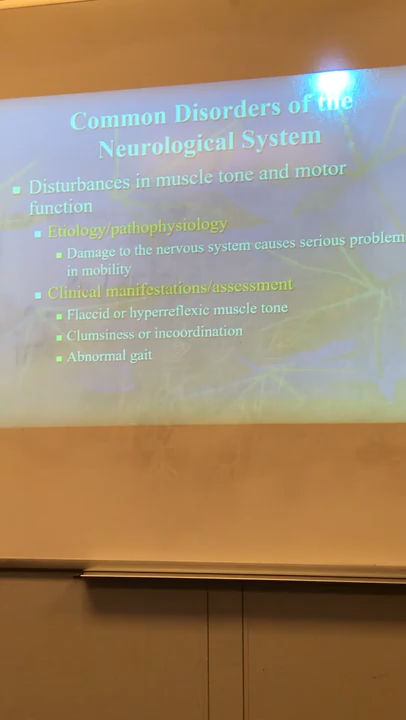 Common Disorders of the
Neurological System
Disturbances in muscle tone and motor
function
Etiology/pathophysiology
Damage to the nervous system causes serious problem
in mobility
Clinical manifestations/assessment
Flaccid or hyperreflexic muscle tone
Clumsiness or incoordination
Abnormal gait